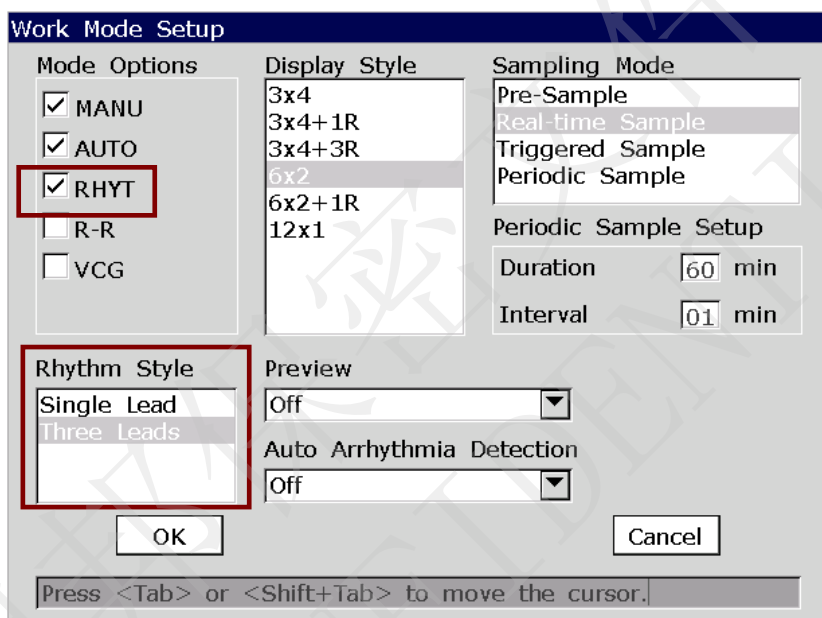 Work Mode Setup
Mode Options
MANU
AUTO
RHYT
R-R
VCG
Display Style
3x4
3x4+1R
3x4+3R
6x2
6x2+1R
12x1
Sampling Mode
Pre-Sample
Real-time Sample
Triggered Sample
Periodic Sample
Periodic Sample Setup
Duration 60 min
Interval 01 min
Rhythm Style
Single Lead
Three Leads
Preview
Off
Auto Arrhythmia Detection
Off
OK
Cancel
Press <Tab> or <Shift+Tab> to move the cursor.